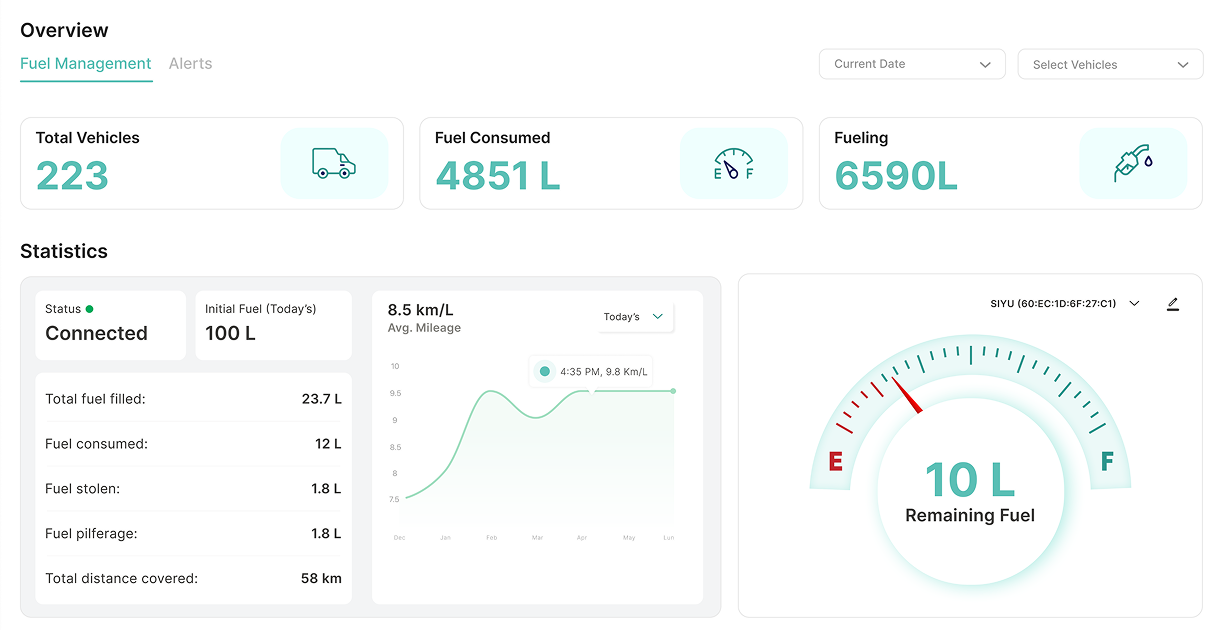 Overview
Fuel Management Alerts
Current Date
Select Vehicles
Total Vehicles
223
Fuel Consumed
4851 L
E F
Fueling
6590L
Statistics
Status
Connected
Initial Fuel (Today's)
100 L
Total fuel filled: 23.7 L
Fuel consumed: 12 L
Fuel stolen: 1.8 L
Fuel pilferage: 1.8 L
Total distance covered: 58 km
8.5 km/L
Avg. Mileage
Today's
4:35 PM, 9.8 Km/L
10
9.5
9
8.5
8
7.5
Dec Jan Fob Mar Apr May Lun
SIYU (60:EC:1D:6F:27:C1)
E F
10 L
Remaining Fuel